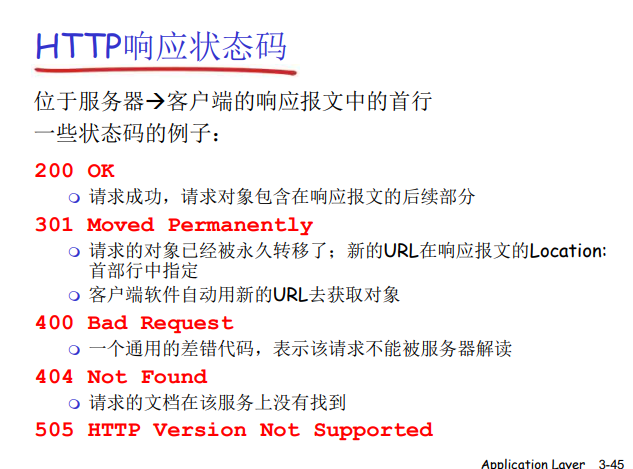 HTTP响应状态码
位于服务器→客户端的响应报文中的首行
一些状态码的例子：
200 OK
请求成功，请求对象包含在响应报文的后续部分
301 Moved Permanently
请求的对象已经被永久转移了；新的URL在响应报文的Location:
首部行中指定
客户端软件自动用新的URL去获取对象
400 Bad Request
一个通用的差错代码，表示该请求不能被服务器解读
404 Not Found
请求的文档在该服务上没有找到
505 HTTP Version Not Supported
Application Layer 3-45